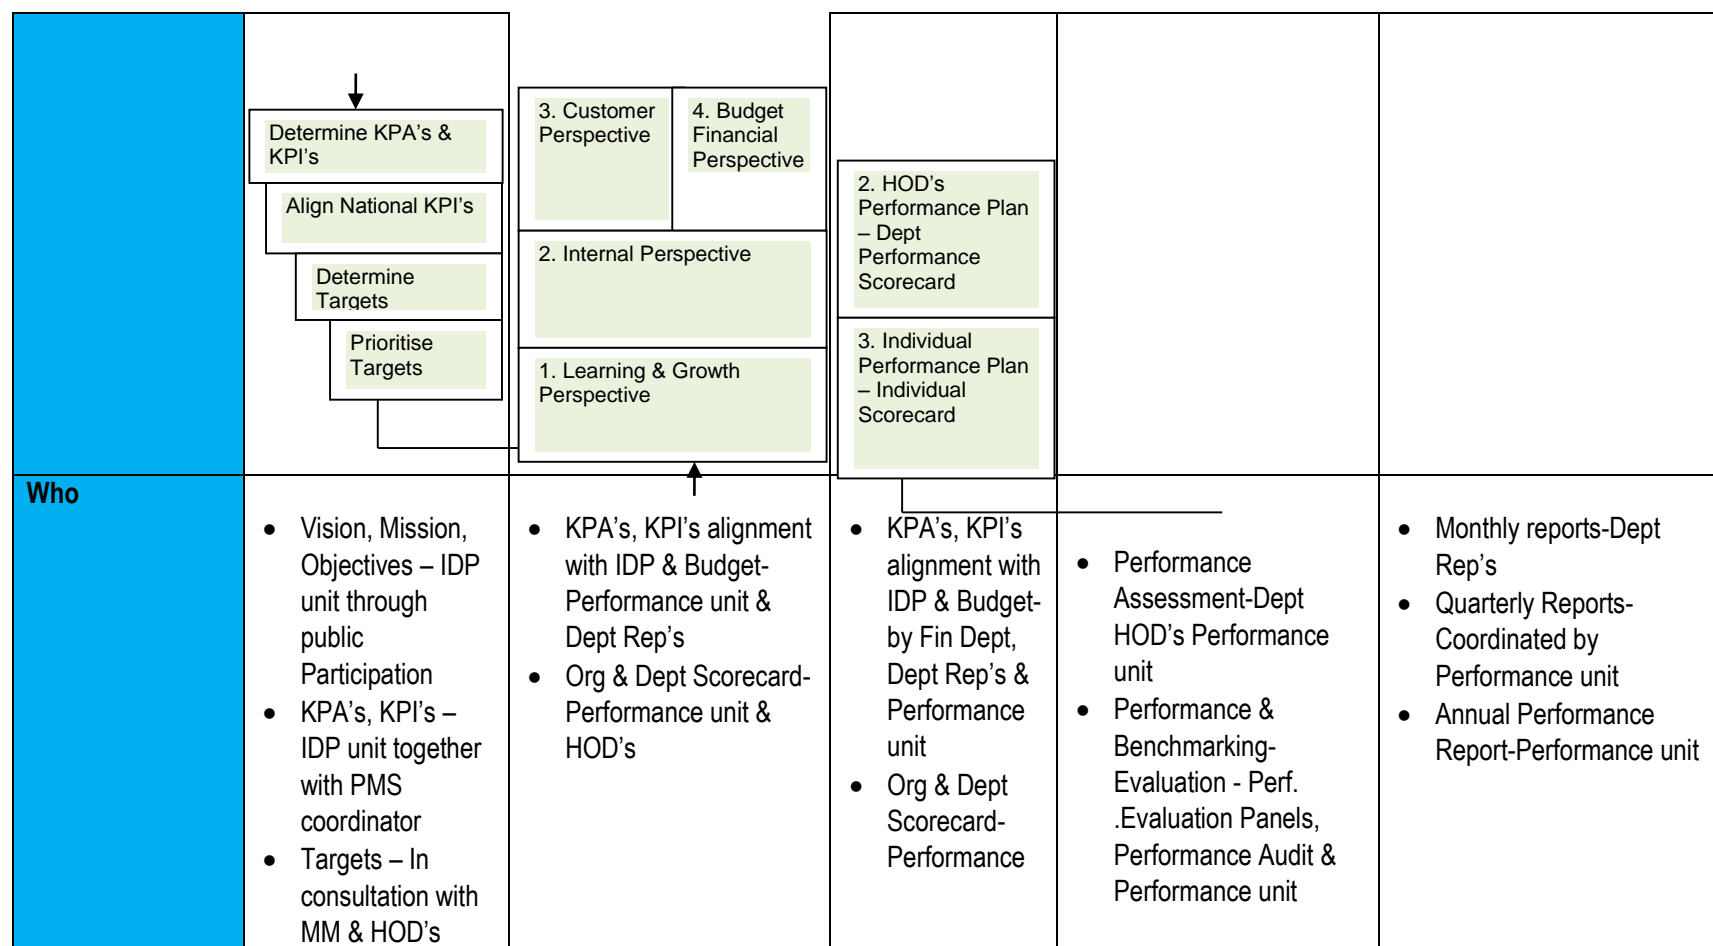 Determine KPA’s &
KPI’s
Align National KPI’s
Determine
Targets
Prioritise
Targets
3. Customer
Perspective
4. Budget
Financial
Perspective
2. Internal Perspective
1. Learning & Growth
Perspective
2. HOD’s
Performance Plan
– Dept
Performance
Scorecard
3. Individual
Performance Plan
– Individual
Scorecard
Who
• Vision, Mission,
Objectives – IDP
unit through
public
Participation
• KPA’s, KPI’s –
IDP unit together
with PMS
coordinator
• Targets – In
consultation with
MM & HOD’s
• KPA’s, KPI’s alignment
with IDP & Budget-
Performance unit &
Dept Rep’s
• Org & Dept Scorecard-
Performance unit &
HOD’s
• KPA’s, KPI’s
alignment with
IDP & Budget-
by Fin Dept,
Dept Rep’s &
Performance
unit
• Org & Dept
Scorecard-
Performance
• Performance
Assessment-Dept
HOD’s Performance
unit
• Performance &
Benchmarking-
Evaluation - Perf.
.Evaluation Panels,
Performance Audit &
Performance unit
• Monthly reports-Dept
Rep’s
• Quarterly Reports-
Coordinated by
Performance unit
• Annual Performance
Report-Performance unit